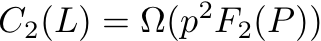 $C_2(L) = \Omega(p^2 F_2(P))$